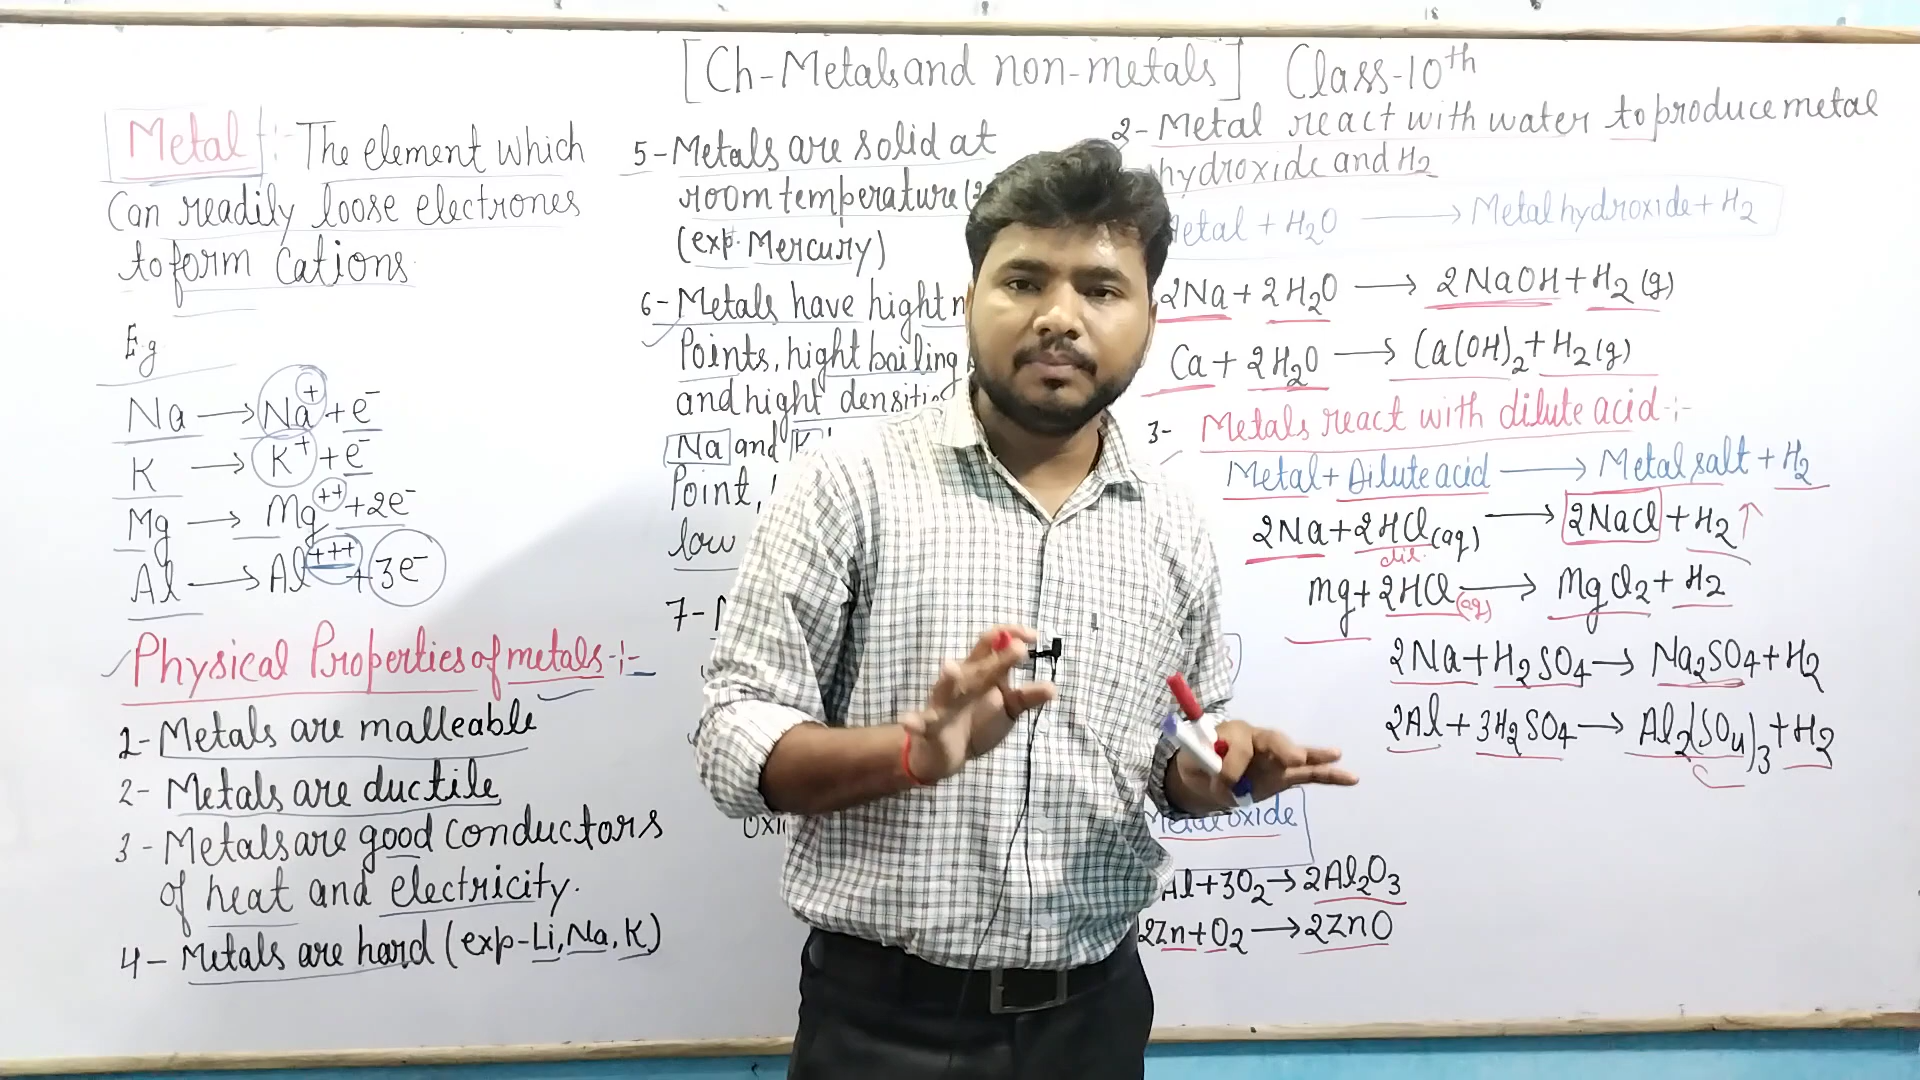 [Ch-Metals and non-metals] Class-10th
Metal :- The element which
Can readily loose electrones
to form Cations
E.g
Na → Na+ + e-
K → K+ + e-
Mg → Mg++ + 2e-
Al → Al+++ + 3e-
Physical Properties of metals:-
1- Metals are malleable
2- Metals are ductile
3- Metals are good conductors
of heat and electricity.
4- Metals are hard (exp-Li, Na, K)
5- Metals are solid at
room temperature
(exp. Mercury)
6- Metals have hight
Points, hight boiling
and hight
Na and K
Point,
low
7-
2- Metal react with water to produce metal
hydroxide and H2
+ H2O → Metal hydroxide + H2
2Na + 2H2O → 2NaOH + H2 (g)
Ca + 2H2O → Ca(OH)2 + H2(g)
3- Metals react with dilute acid:-
Metal + Dilute acid → Metal salt + H2
2Na + 2HCl(aq) → 2NaCl + H2↑
dil.
Mg + 2HCl(aq) → MgCl2 + H2
2Na + H2SO4 → Na2SO4 + H2
2Al + 3H2SO4 → Al2(SO4)3 + H2
Metal oxide
Al + 3O2 → 2Al2O3
2Zn + O2 → 2ZnO